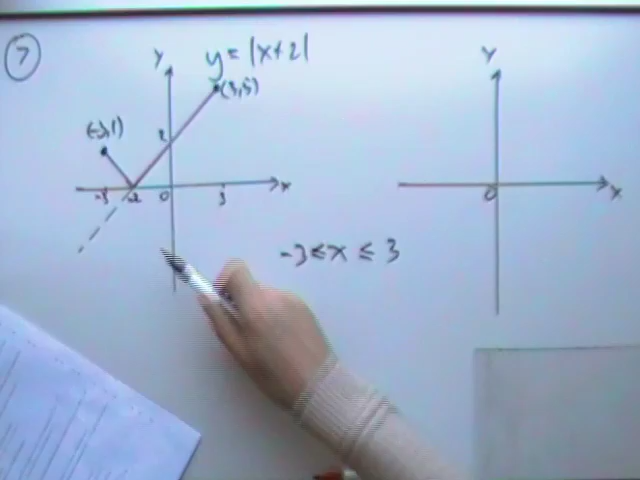 7
y = |x+2|
Y
(3,5)
(-3,1)
2
-3 -2 0 3 x
-3 ≤ x ≤ 3
Y
0 x